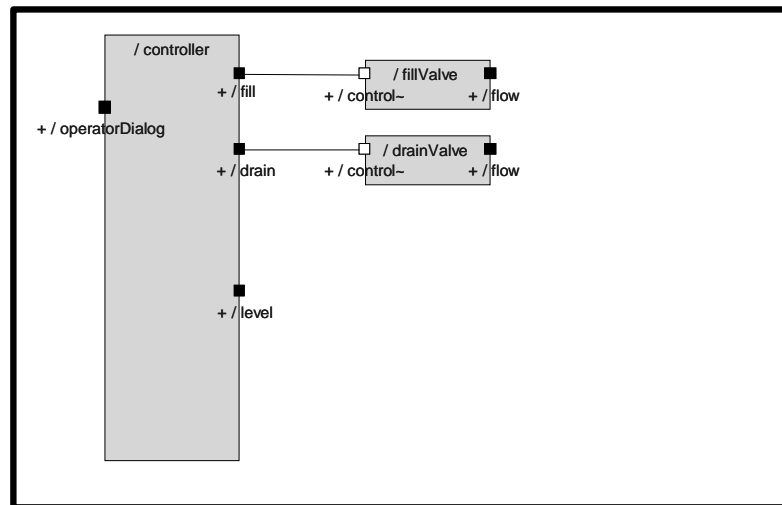 / controller
/ fillValve
+ / fill
+ / control~
+ / flow
+ / operatorDialog
/ drainValve
+ / drain
+ / control~
+ / flow
+ / level